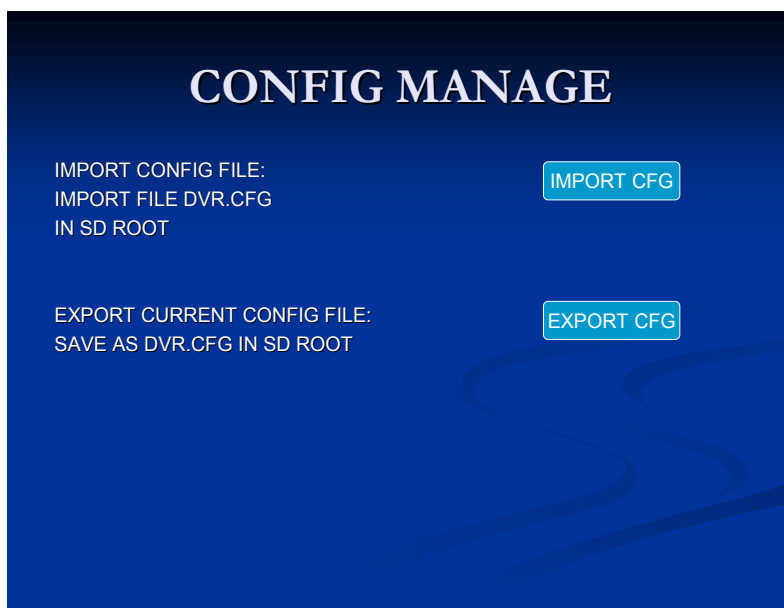 CONFIG MANAGE
IMPORT CONFIG FILE:
IMPORT FILE DVR.CFG
IN SD ROOT
IMPORT CFG
EXPORT CURRENT CONFIG FILE:
SAVE AS DVR.CFG IN SD ROOT
EXPORT CFG